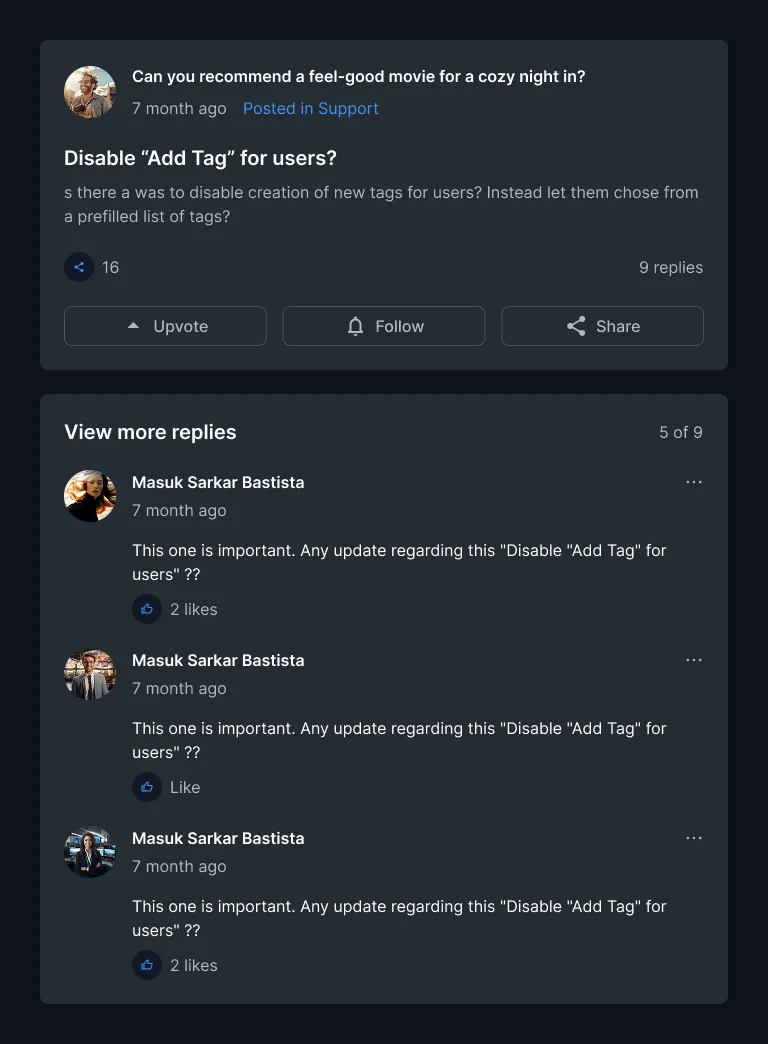 Can you recommend a feel-good movie for a cozy night in?
7 month ago Posted in Support
Disable “Add Tag” for users?
s there a was to disable creation of new tags for users? Instead let them chose from
a prefilled list of tags?
16 9 replies
Upvote Follow Share
View more replies 5 of 9
Masuk Sarkar Bastista
7 month ago
This one is important. Any update regarding this "Disable "Add Tag" for
users" ??
2 likes
Masuk Sarkar Bastista
7 month ago
This one is important. Any update regarding this "Disable "Add Tag" for
users" ??
Like
Masuk Sarkar Bastista
7 month ago
This one is important. Any update regarding this "Disable "Add Tag" for
users" ??
2 likes